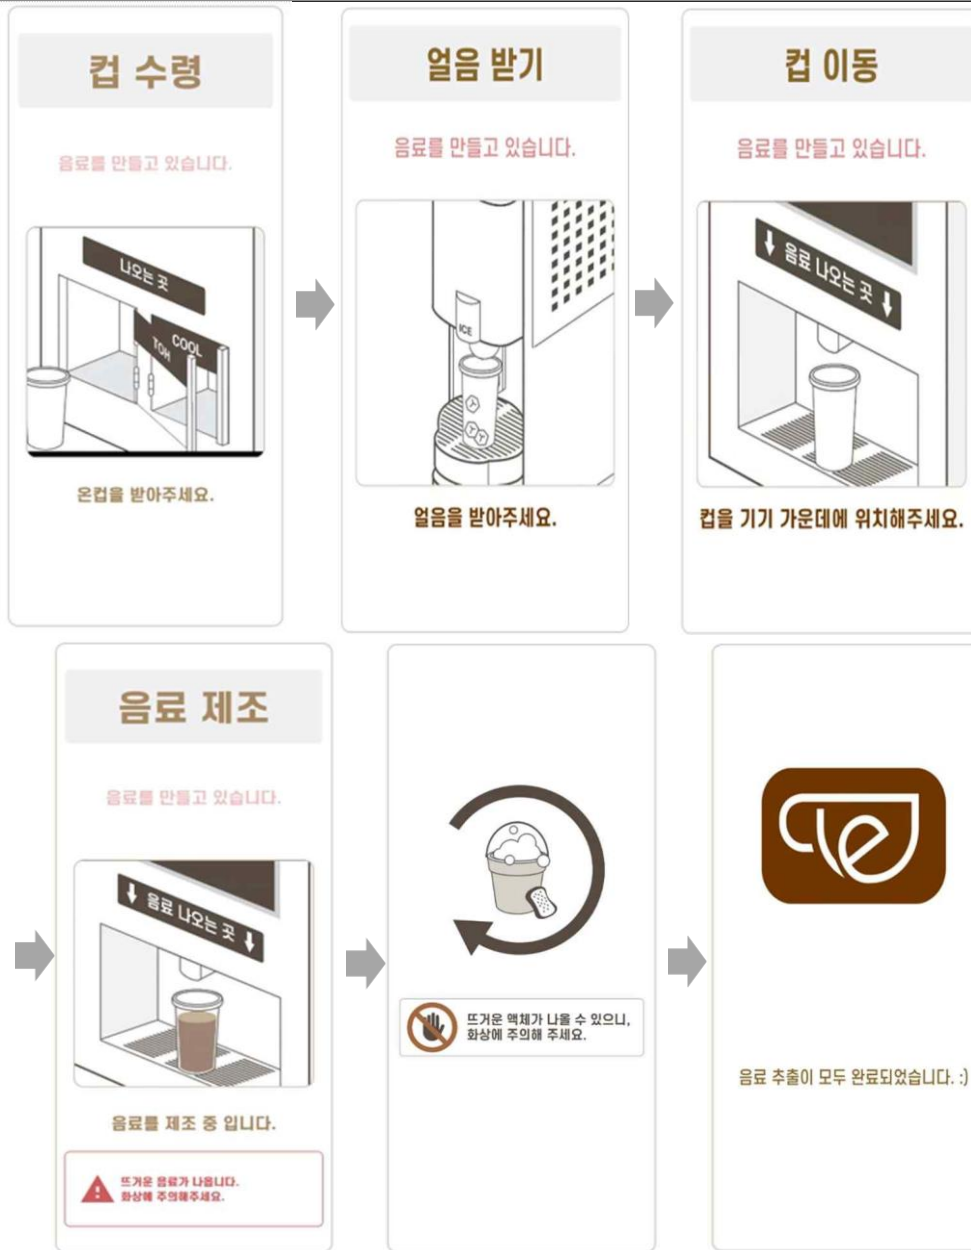 컵 수령
음료를 만들고 있습니다.
나오는 곳
TOH
COOL
온컵을 받아주세요.
얼음 받기
음료를 만들고 있습니다.
ICE
얼음을 받아주세요.
컵 이동
음료를 만들고 있습니다.
↓ 음료 나오는 곳 ↓
컵을 기기 가운데에 위치해주세요.
음료 제조
음료를 만들고 있습니다.
↓ 음료 나오는 곳 ↓
음료를 제조 중 입니다.
뜨거운 음료가 나옵니다.
화상에 주의해주세요.
뜨거운 액체가 나올 수 있으니,
화상에 주의해 주세요.
음료 추출이 모두 완료되었습니다. :)